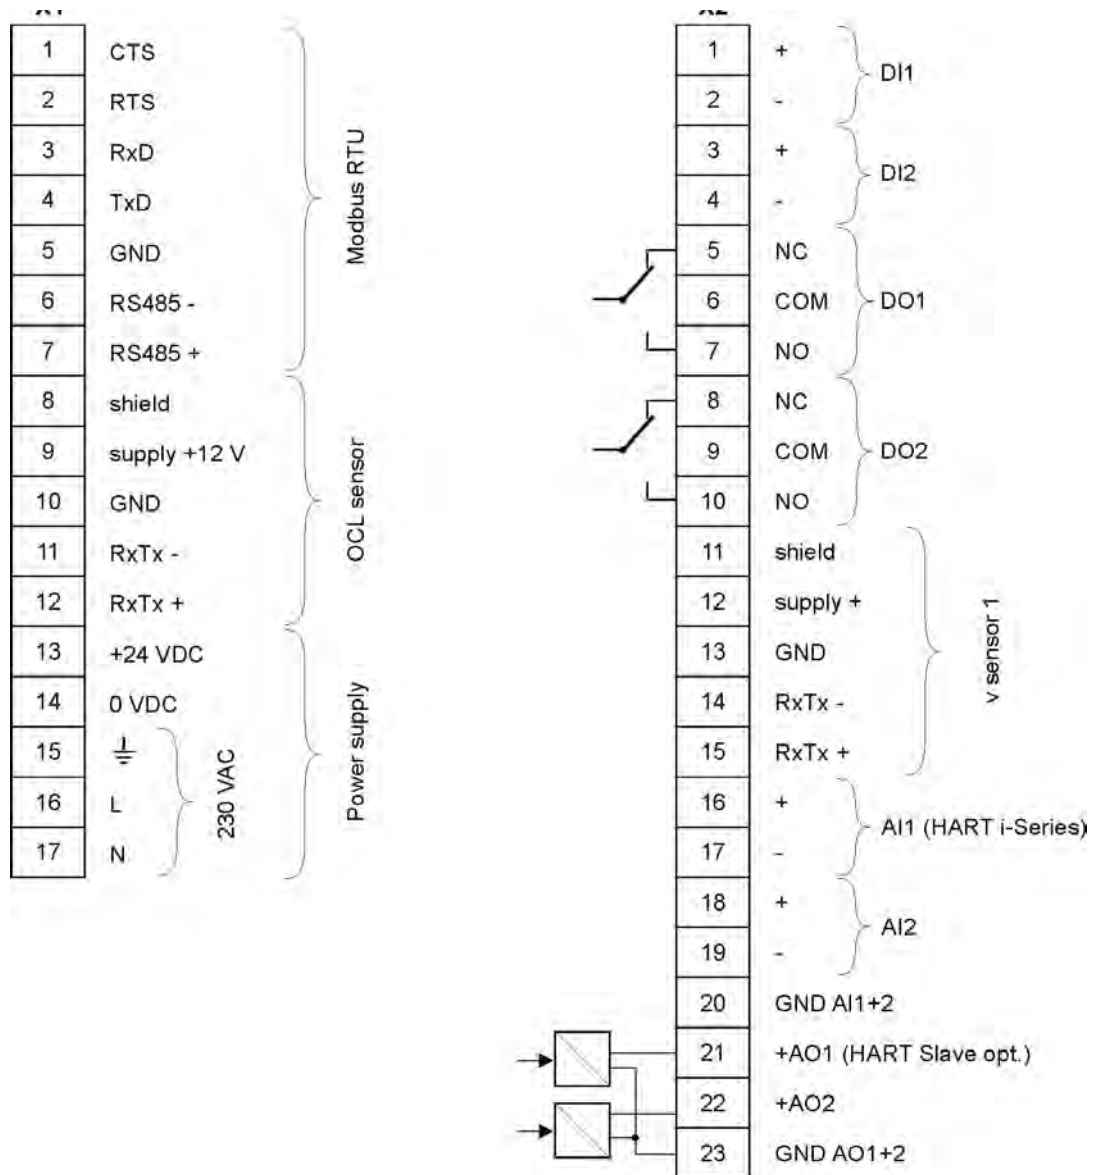 1 CTS
2 RTS
3 RxD
4 TxD
5 GND
6 RS485 -
7 RS485 +
Modbus RTU
8 shield
9 supply +12 V
10 GND
11 RxTx -
12 RxTx +
OCL sensor
13 +24 VDC
14 0 VDC
15
16 L
17 N
230 VAC
Power supply
1 +
2 -
DI1
3 +
4 -
DI2
5 NC
6 COM
7 NO
DO1
8 NC
9 COM
10 NO
DO2
11 shield
12 supply +
13 GND
14 RxTx -
15 RxTx +
v sensor 1
16 +
17 -
AI1 (HART i-Series)
18 +
19 -
AI2
20 GND AI1+2
21 +AO1 (HART Slave opt.)
22 +AO2
23 GND AO1+2